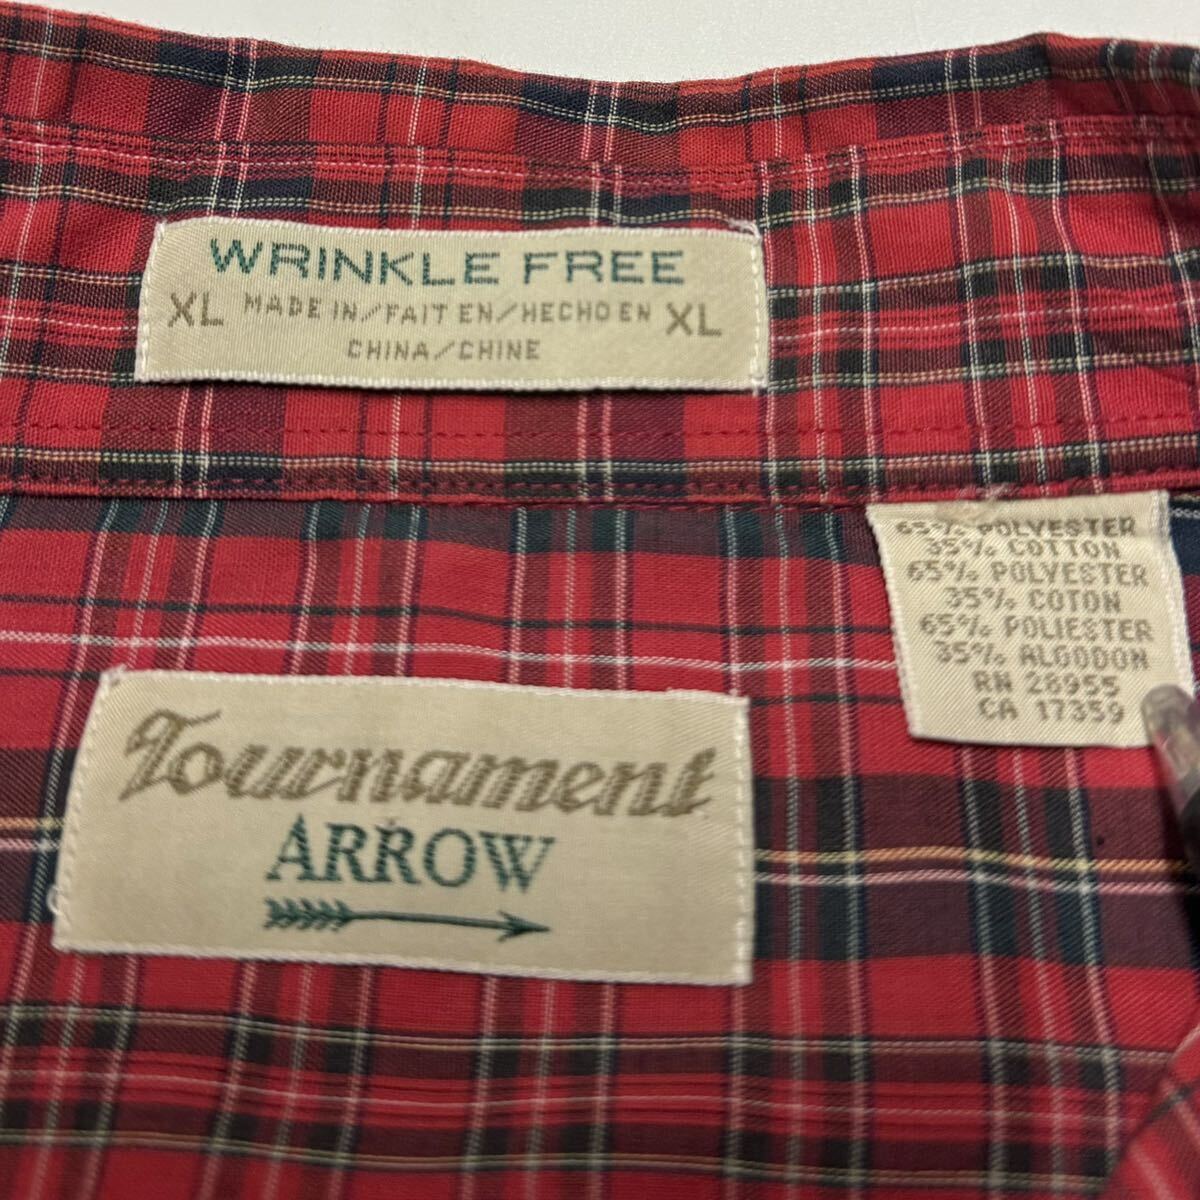 WRINKLE FREE
XL MADE IN/FAIT EN/HECHO EN XL
CHINA/CHINE
65% POLYESTER
35% COTTON
65% POLYESTER
35% COTON
65% POLIESTER
35% ALGODON
RN 28955
CA 17359
Tournament
ARROW